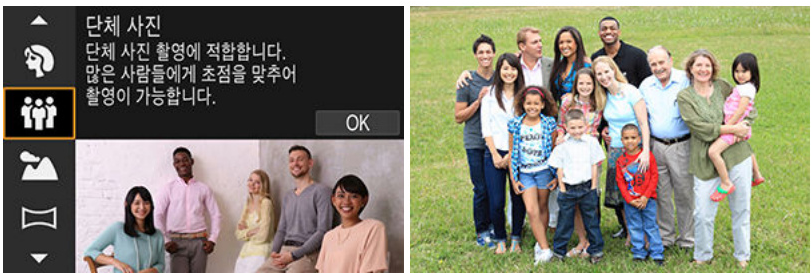 단체 사진
단체 사진 촬영에 적합합니다.
많은 사람들에게 초점을 맞추어
촬영이 가능합니다.
OK
PEACE
LOVE